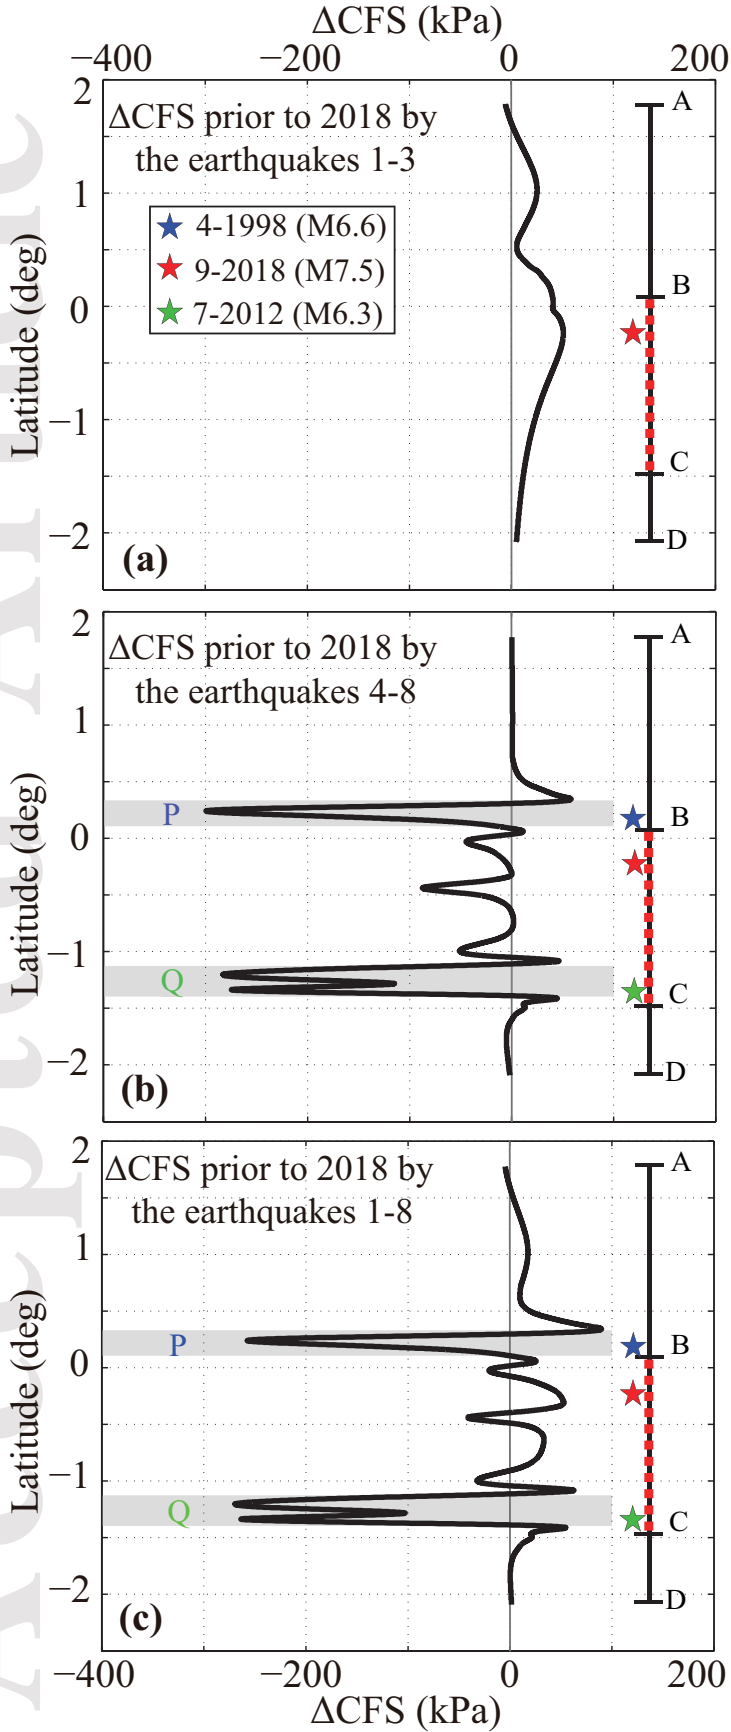 ΔCFS (kPa)
−400 −200 0 200
ΔCFS prior to 2018 by
the earthquakes 1-3
4-1998 (M6.6)
9-2018 (M7.5)
7-2012 (M6.3)
Latitude (deg)
2
1
0
−1
−2
A
B
C
D
(a)
ΔCFS prior to 2018 by
the earthquakes 4-8
Latitude (deg)
2
1
0
−1
−2
P
Q
A
B
C
D
(b)
ΔCFS prior to 2018 by
the earthquakes 1-8
Latitude (deg)
2
1
0
−1
−2
P
Q
A
B
C
D
(c)
−400 −200 0 200
ΔCFS (kPa)